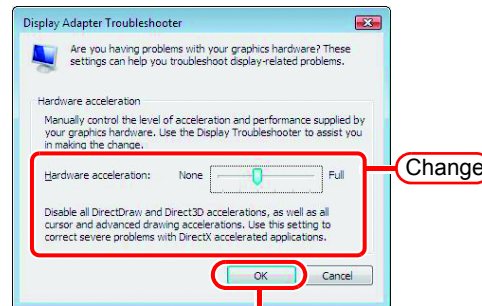 Display Adapter Troubleshooter
Are you having problems with your graphics hardware? These
settings can help you troubleshoot display-related problems.
Hardware acceleration
Manually control the level of acceleration and performance supplied by
your graphics hardware. Use the Display Troubleshooter to assist you
in making the change.
Hardware acceleration: None Full
Change
Disable all DirectDraw and Direct3D accelerations, as well as all
cursor and advanced drawing accelerations. Use this setting to
correct severe problems with DirectX accelerated applications.
OK Cancel